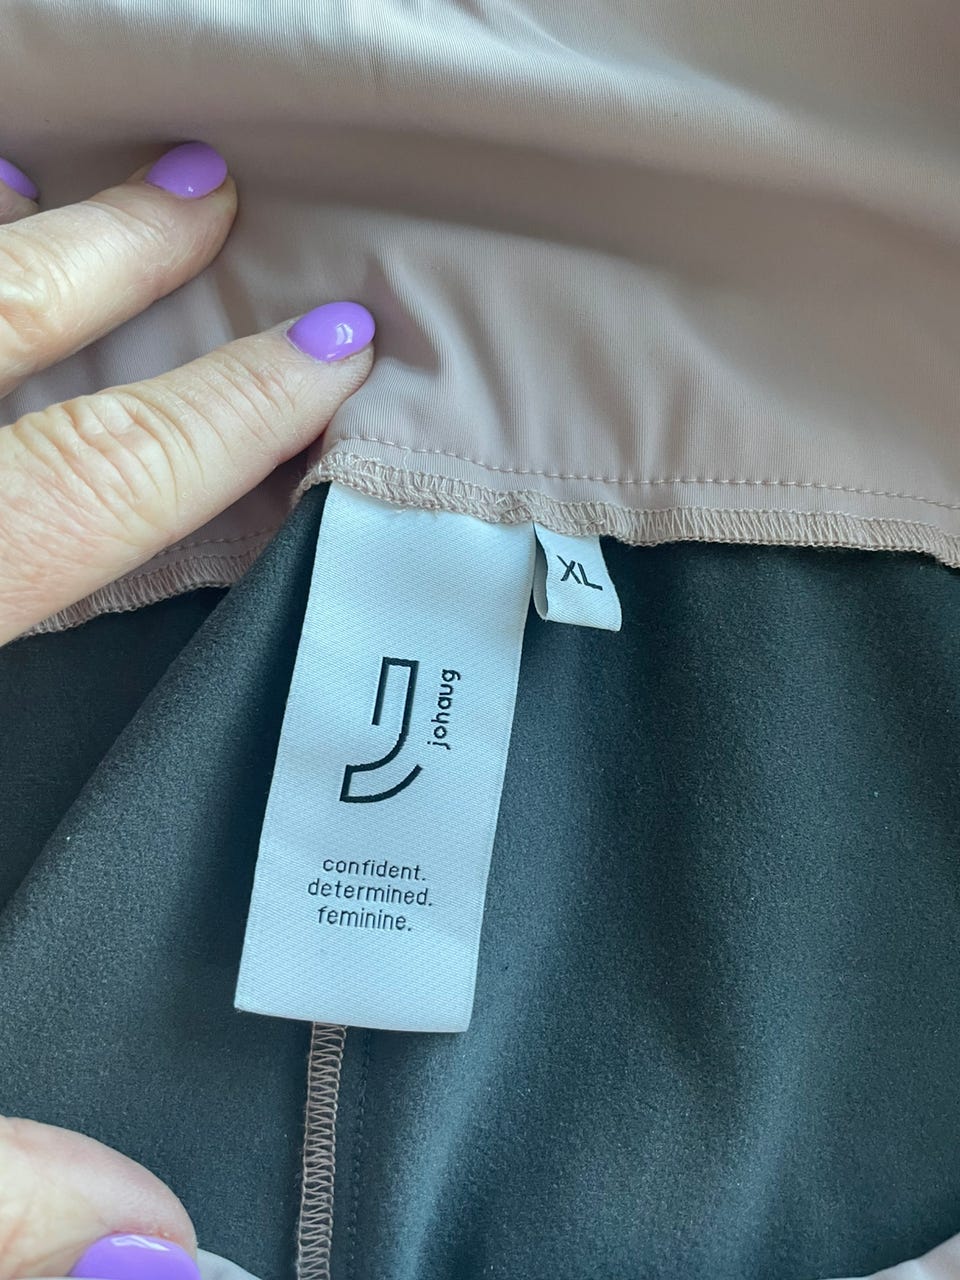 XL
johaug
confident.
determined.
feminine.